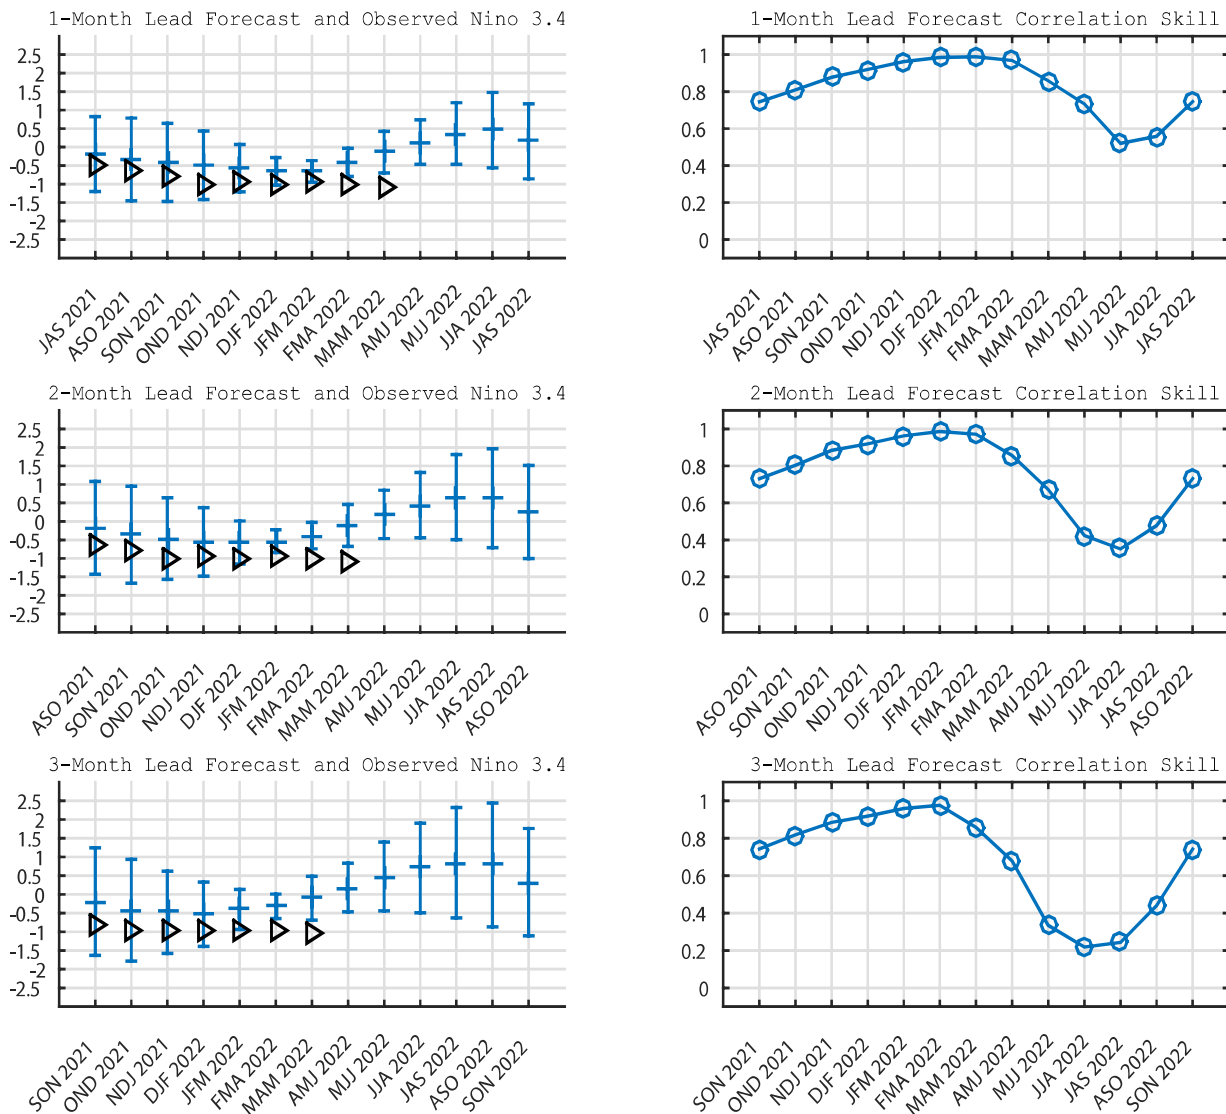 1-Month Lead Forecast and Observed Nino 3.4
2.5
2
1.5
1
0.5
0
-0.5
-1
-1.5
-2
-2.5
JAS 2021
ASO 2021
SON 2021
OND 2021
NDJ 2021
DJF 2022
JFM 2022
FMA 2022
MAM 2022
AMJ 2022
MJJ 2022
JJA 2022
JAS 2022
1-Month Lead Forecast Correlation Skill
1
0.8
0.6
0.4
0.2
0
JAS 2021
ASO 2021
SON 2021
OND 2021
NDJ 2021
DJF 2022
JFM 2022
FMA 2022
MAM 2022
AMJ 2022
MJJ 2022
JJA 2022
JAS 2022
2-Month Lead Forecast and Observed Nino 3.4
2.5
2
1.5
1
0.5
0
-0.5
-1
-1.5
-2
-2.5
ASO 2021
SON 2021
OND 2021
NDJ 2021
DJF 2022
JFM 2022
FMA 2022
MAM 2022
AMJ 2022
MJJ 2022
JJA 2022
JAS 2022
ASO 2022
2-Month Lead Forecast Correlation Skill
1
0.8
0.6
0.4
0.2
0
ASO 2021
SON 2021
OND 2021
NDJ 2021
DJF 2022
JFM 2022
FMA 2022
MAM 2022
AMJ 2022
MJJ 2022
JJA 2022
JAS 2022
ASO 2022
3-Month Lead Forecast and Observed Nino 3.4
2.5
2
1.5
1
0.5
0
-0.5
-1
-1.5
-2
-2.5
SON 2021
OND 2021
NDJ 2021
DJF 2022
JFM 2022
FMA 2022
MAM 2022
AMJ 2022
MJJ 2022
JJA 2022
JAS 2022
ASO 2022
SON 2022
3-Month Lead Forecast Correlation Skill
1
0.8
0.6
0.4
0.2
0
SON 2021
OND 2021
NDJ 2021
DJF 2022
JFM 2022
FMA 2022
MAM 2022
AMJ 2022
MJJ 2022
JJA 2022
JAS 2022
ASO 2022
SON 2022